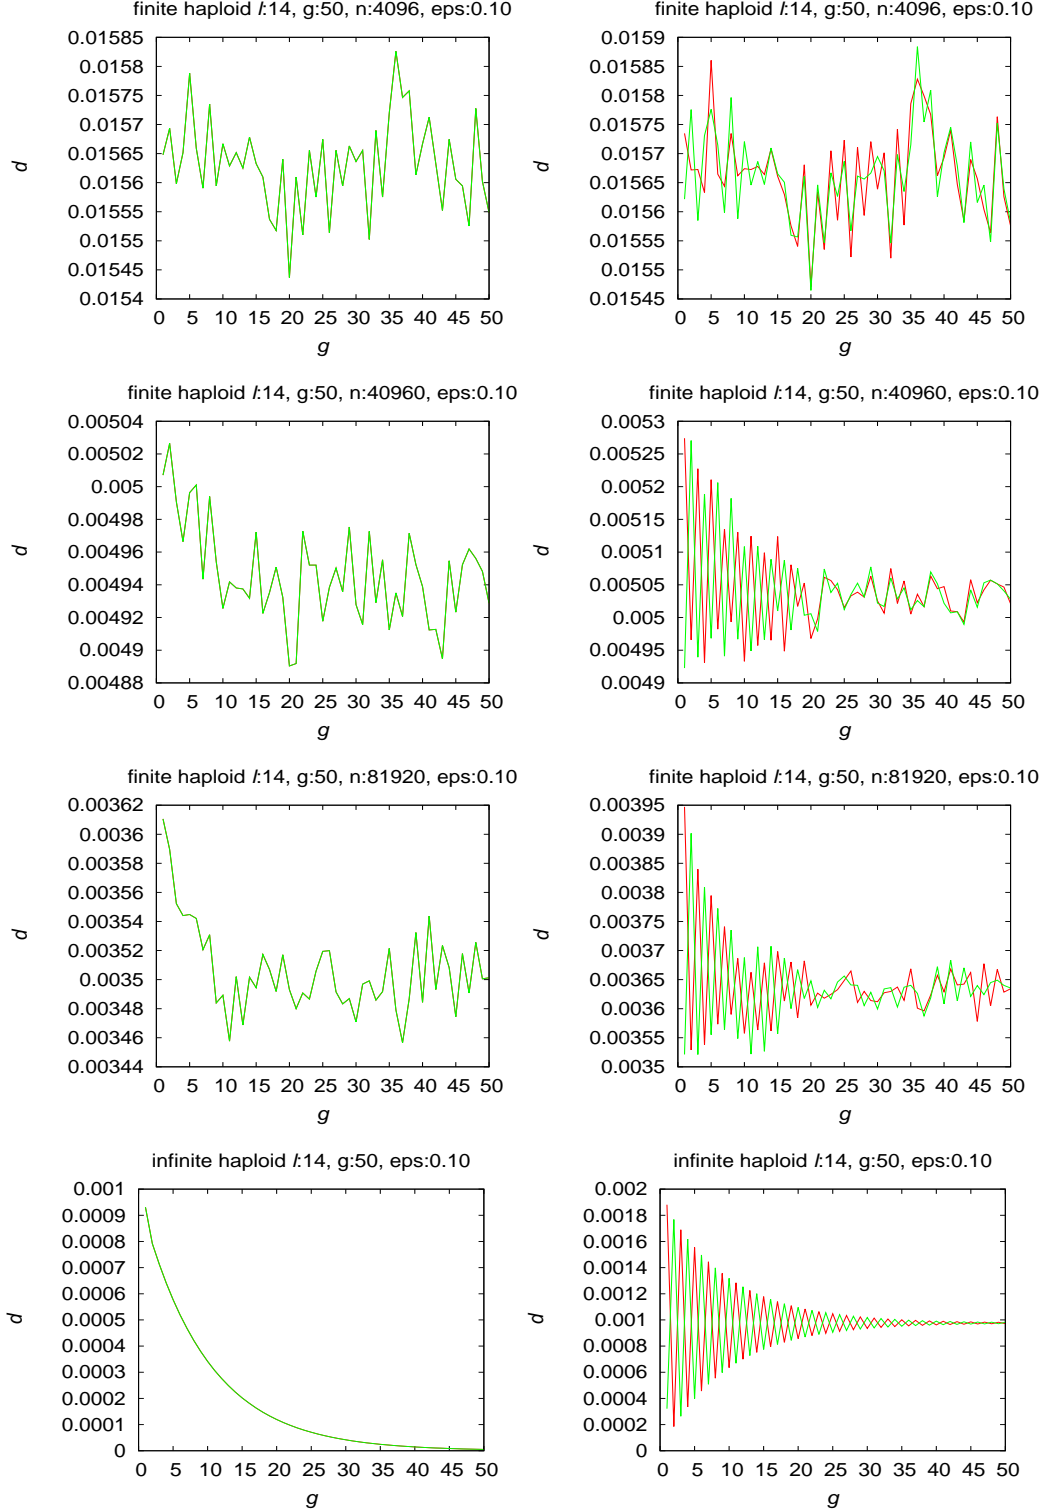 finite haploid l:14, g:50, n:4096, eps:0.10
0.01585
0.0158
0.01575
0.0157
0.01565
0.0156
0.01555
0.0155
0.01545
0.0154
d
0 5 10 15 20 25 30 35 40 45 50
g
finite haploid l:14, g:50, n:4096, eps:0.10
0.0159
0.01585
0.0158
0.01575
0.0157
0.01565
0.0156
0.01555
0.0155
0.01545
d
0 5 10 15 20 25 30 35 40 45 50
g
finite haploid l:14, g:50, n:40960, eps:0.10
0.00504
0.00502
0.005
0.00498
0.00496
0.00494
0.00492
0.0049
0.00488
d
0 5 10 15 20 25 30 35 40 45 50
g
finite haploid l:14, g:50, n:40960, eps:0.10
0.0053
0.00525
0.0052
0.00515
0.0051
0.00505
0.005
0.00495
0.0049
d
0 5 10 15 20 25 30 35 40 45 50
g
finite haploid l:14, g:50, n:81920, eps:0.10
0.00362
0.0036
0.00358
0.00356
0.00354
0.00352
0.0035
0.00348
0.00346
0.00344
d
0 5 10 15 20 25 30 35 40 45 50
g
finite haploid l:14, g:50, n:81920, eps:0.10
0.00395
0.0039
0.00385
0.0038
0.00375
0.0037
0.00365
0.0036
0.00355
0.0035
d
0 5 10 15 20 25 30 35 40 45 50
g
infinite haploid l:14, g:50, eps:0.10
0.001
0.0009
0.0008
0.0007
0.0006
0.0005
0.0004
0.0003
0.0002
0.0001
0
d
0 5 10 15 20 25 30 35 40 45 50
g
infinite haploid l:14, g:50, eps:0.10
0.002
0.0018
0.0016
0.0014
0.0012
0.001
0.0008
0.0006
0.0004
0.0002
0
d
0 5 10 15 20 25 30 35 40 45 50
g